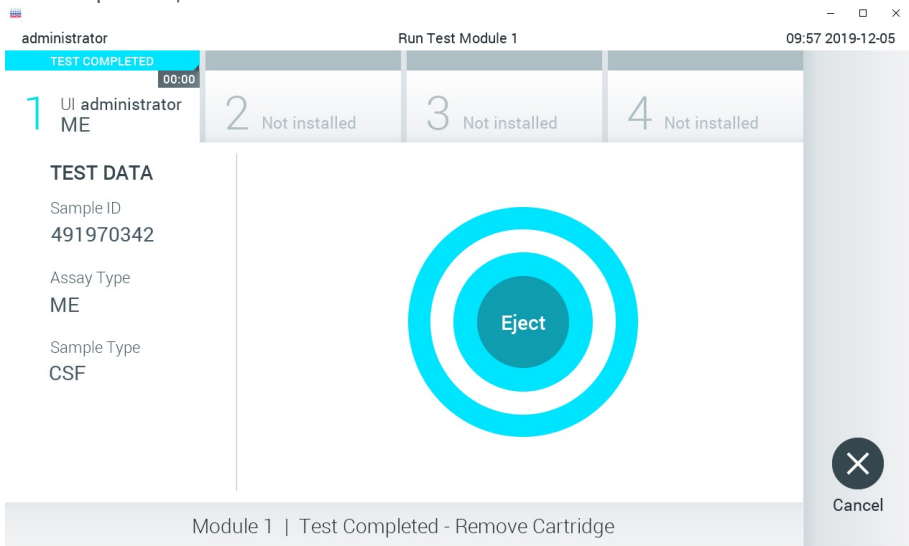 administrator
Run Test Module 1
09:57 2019-12-05
TEST COMPLETED
00:00
1
UI administrator
ME
2 Not installed
3 Not installed
4 Not installed
TEST DATA
Sample ID
491970342
Assay Type
ME
Sample Type
CSF
Eject
Cancel
Module 1 | Test Completed - Remove Cartridge